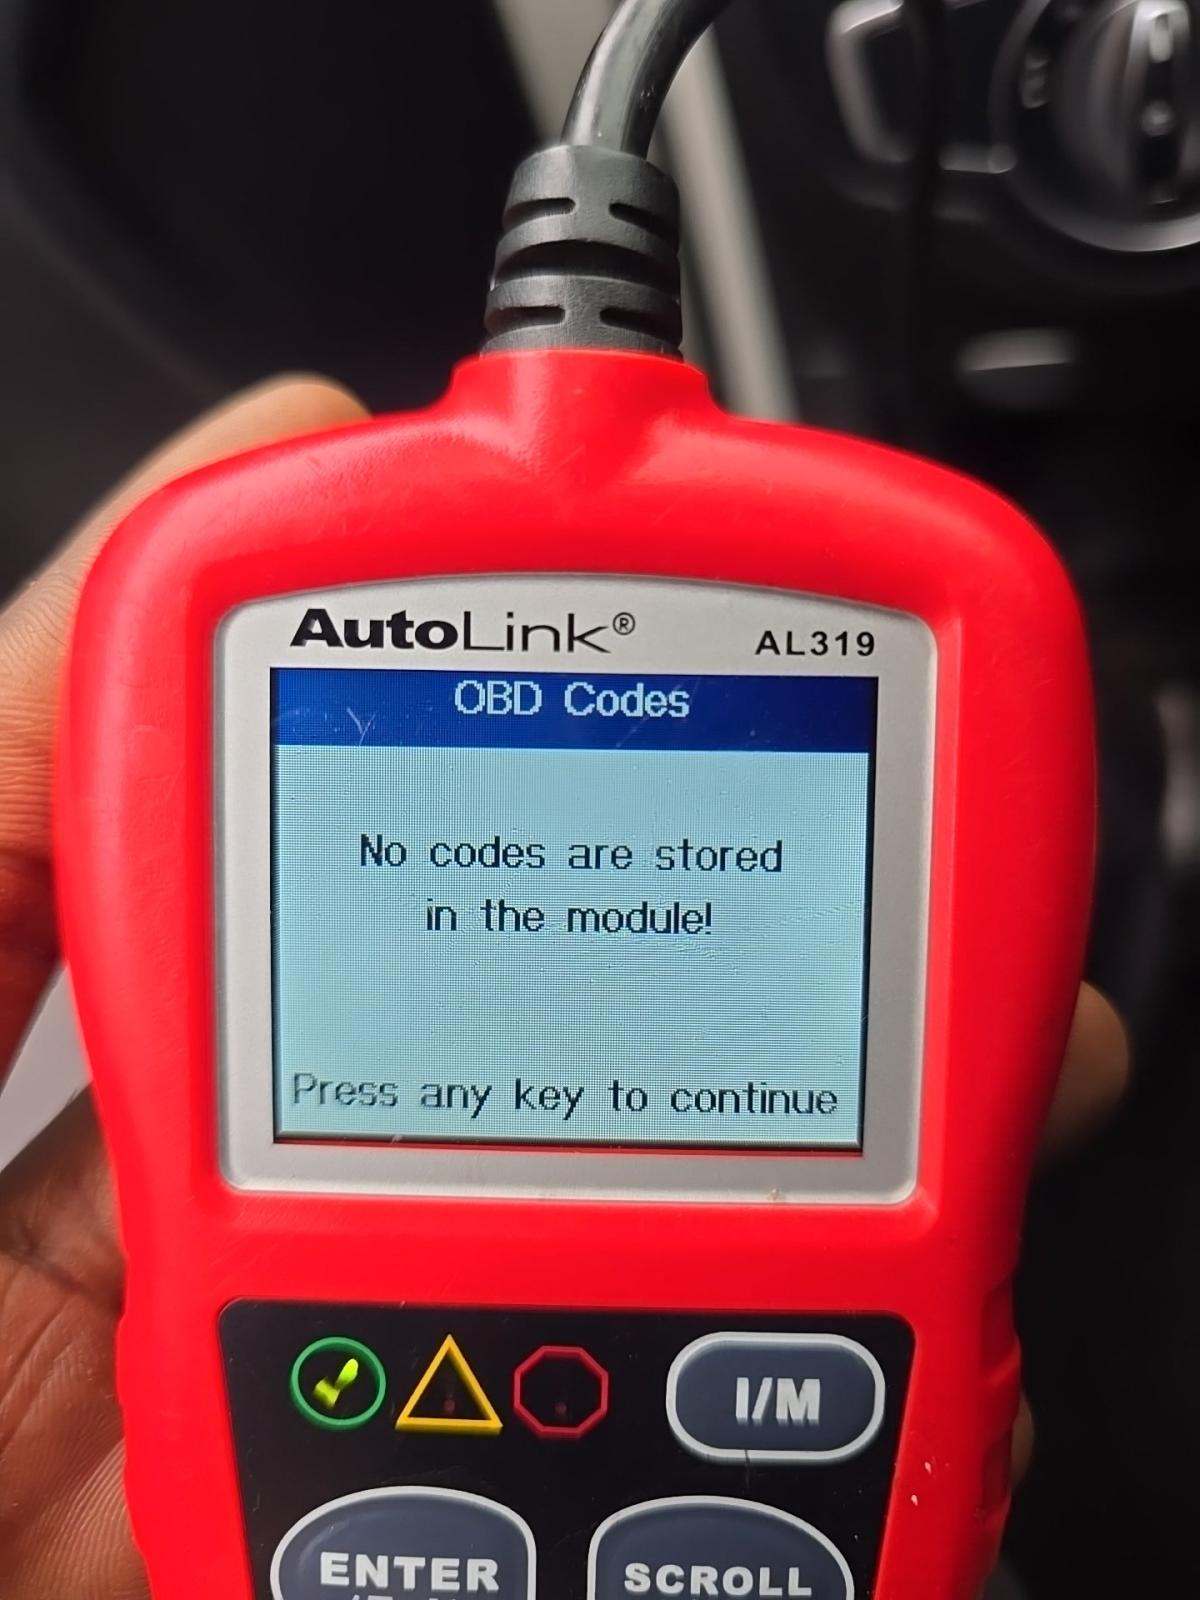 AutoLink®
AL319
OBD Codes
No codes are stored
in the module!
Press any key to continue
I/M
ENTER
SCROLL